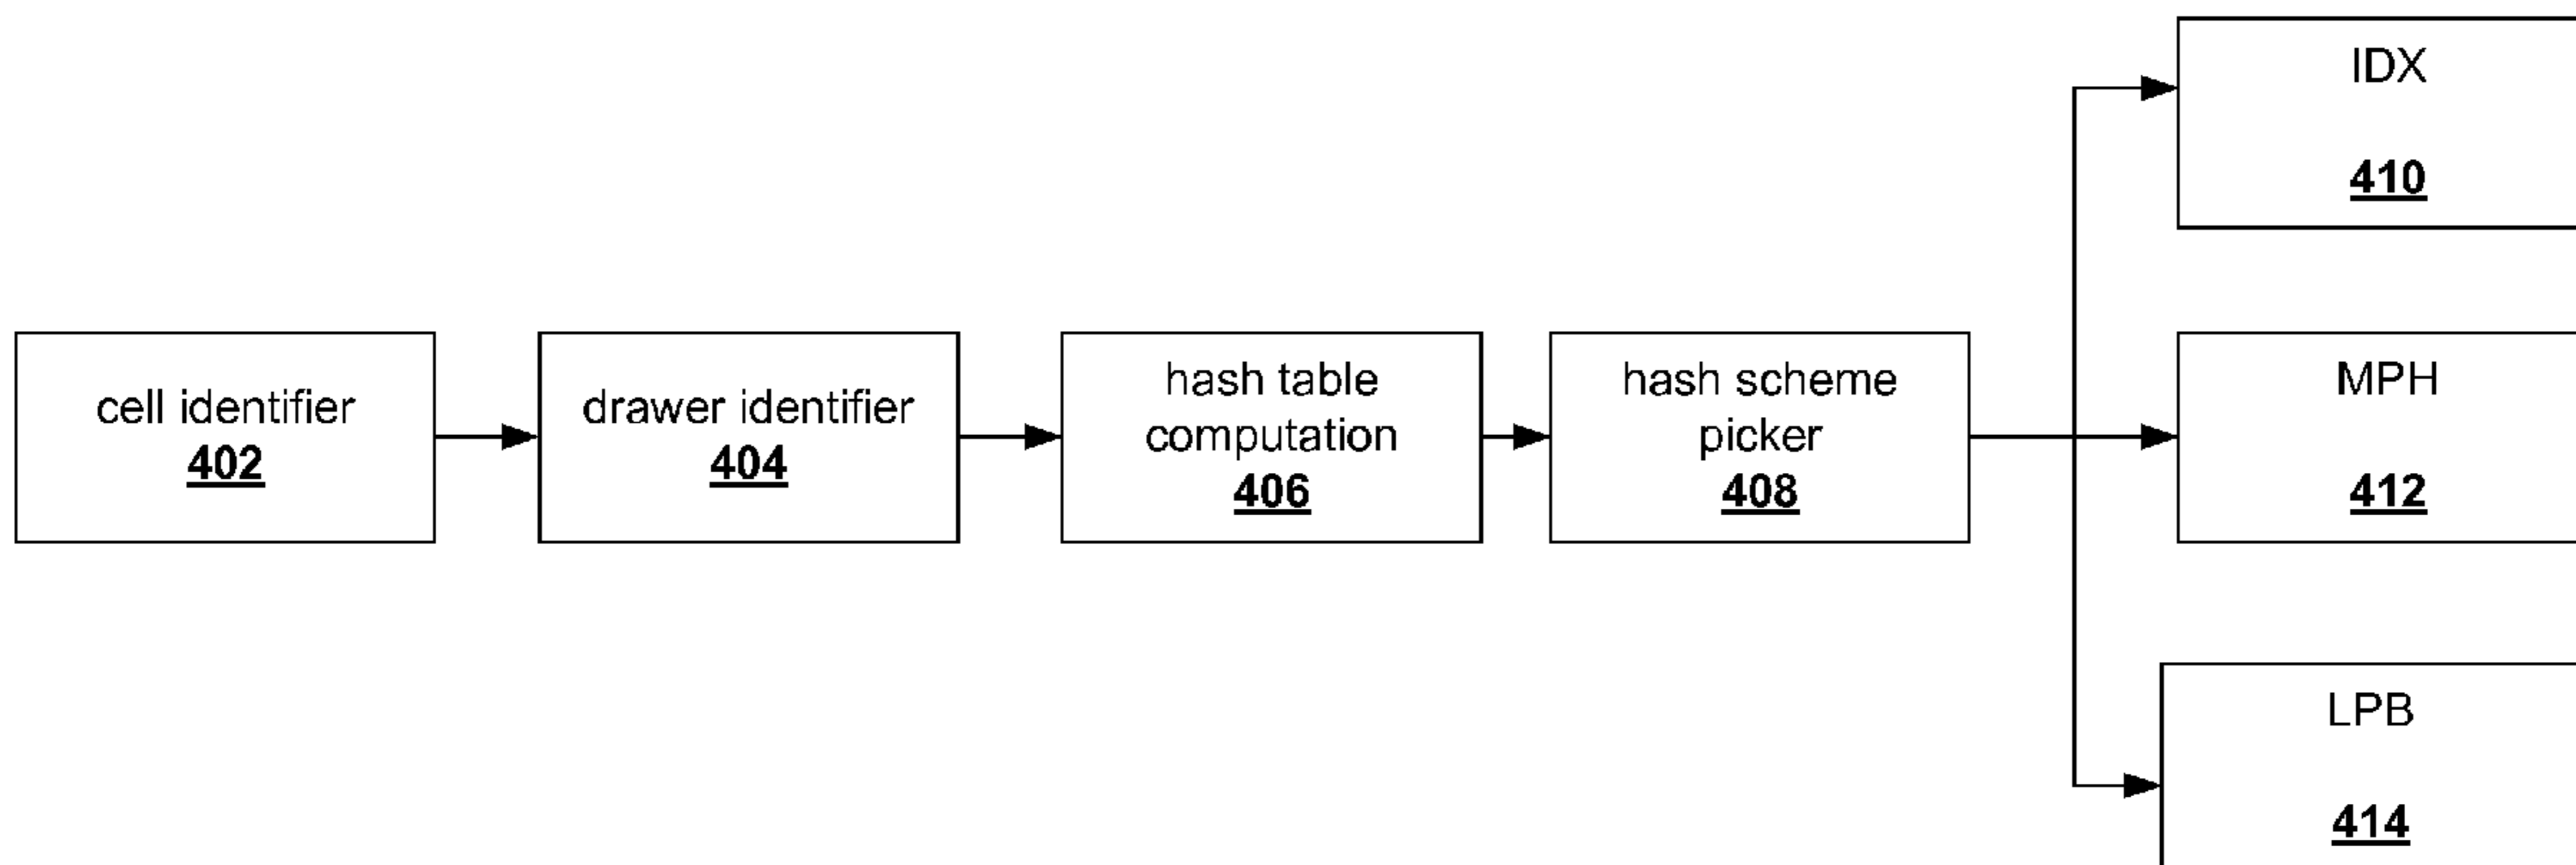 IDX
410
cell identifier
402
drawer identifier
404
hash table
computation
406
hash scheme
picker
408
MPH
412
LPB
414